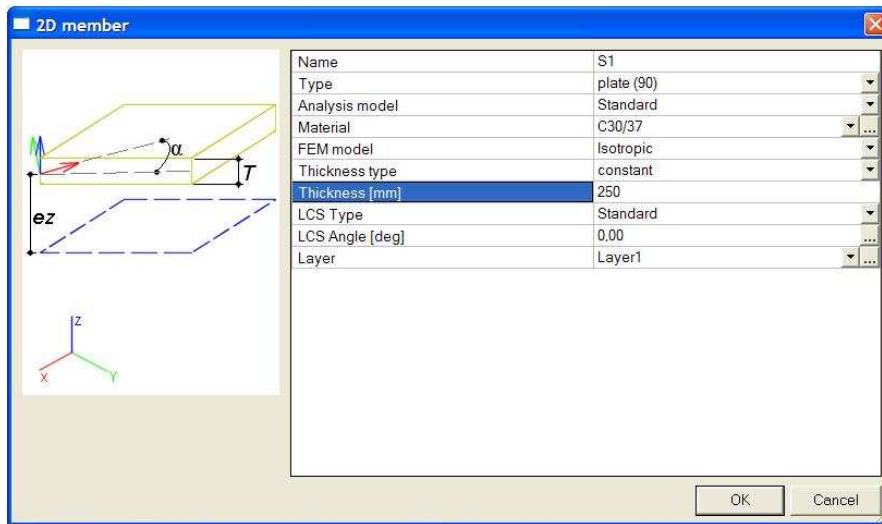 2D member
Name S1
Type plate (90)
Analysis model Standard
Material C30/37 ...
FEM model Isotropic
Thickness type constant
Thickness [mm] 250
LCS Type Standard
LCS Angle [deg] 0,00 ...
Layer Layer1 ...
α
T
ez
z
x
Y
OK Cancel